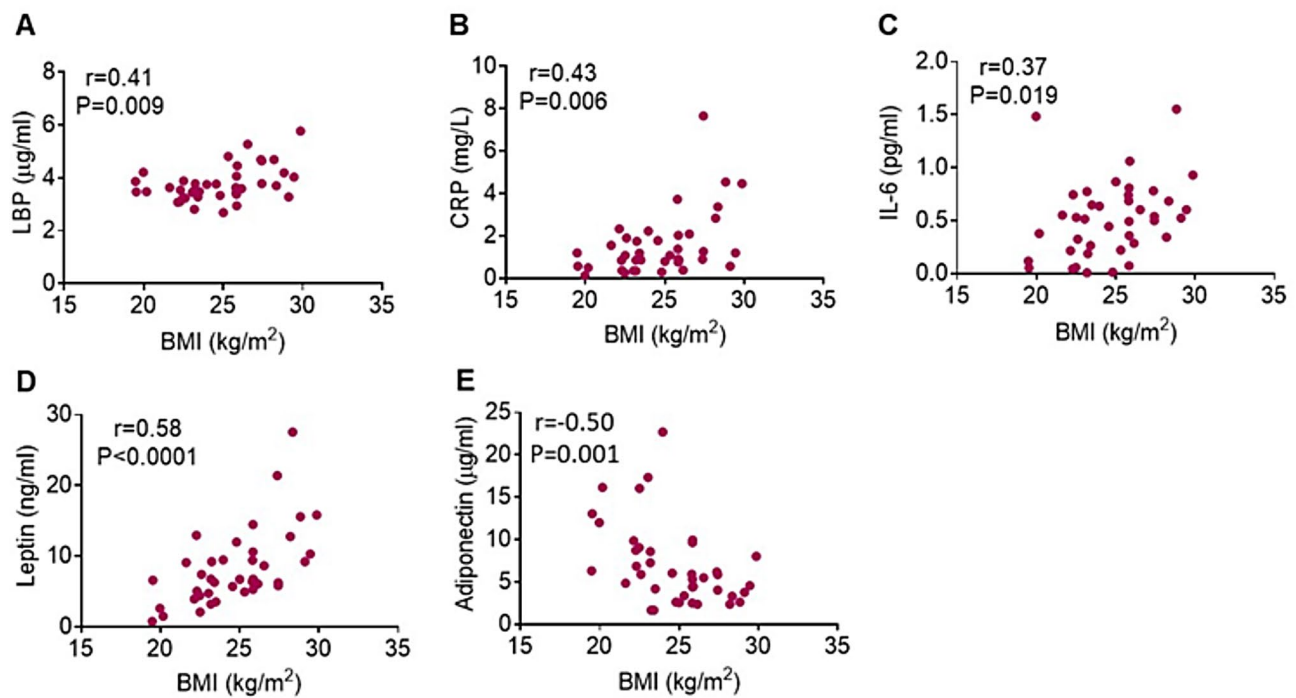 A
r=0.41
P=0.009
LBP (μg/ml)
8
6
4
2
0
15 20 25 30 35
BMI (kg/m²)
B
r=0.43
P=0.006
CRP (mg/L)
10
8
6
4
2
0
15 20 25 30 35
BMI (kg/m²)
C
r=0.37
P=0.019
IL-6 (pg/ml)
2.0
1.5
1.0
0.5
0.0
15 20 25 30 35
BMI (kg/m²)
D
r=0.58
P<0.0001
Leptin (ng/ml)
30
20
10
0
15 20 25 30 35
BMI (kg/m²)
E
r=-0.50
P=0.001
Adiponectin (μg/ml)
25
20
15
10
5
0
15 20 25 30 35
BMI (kg/m²)